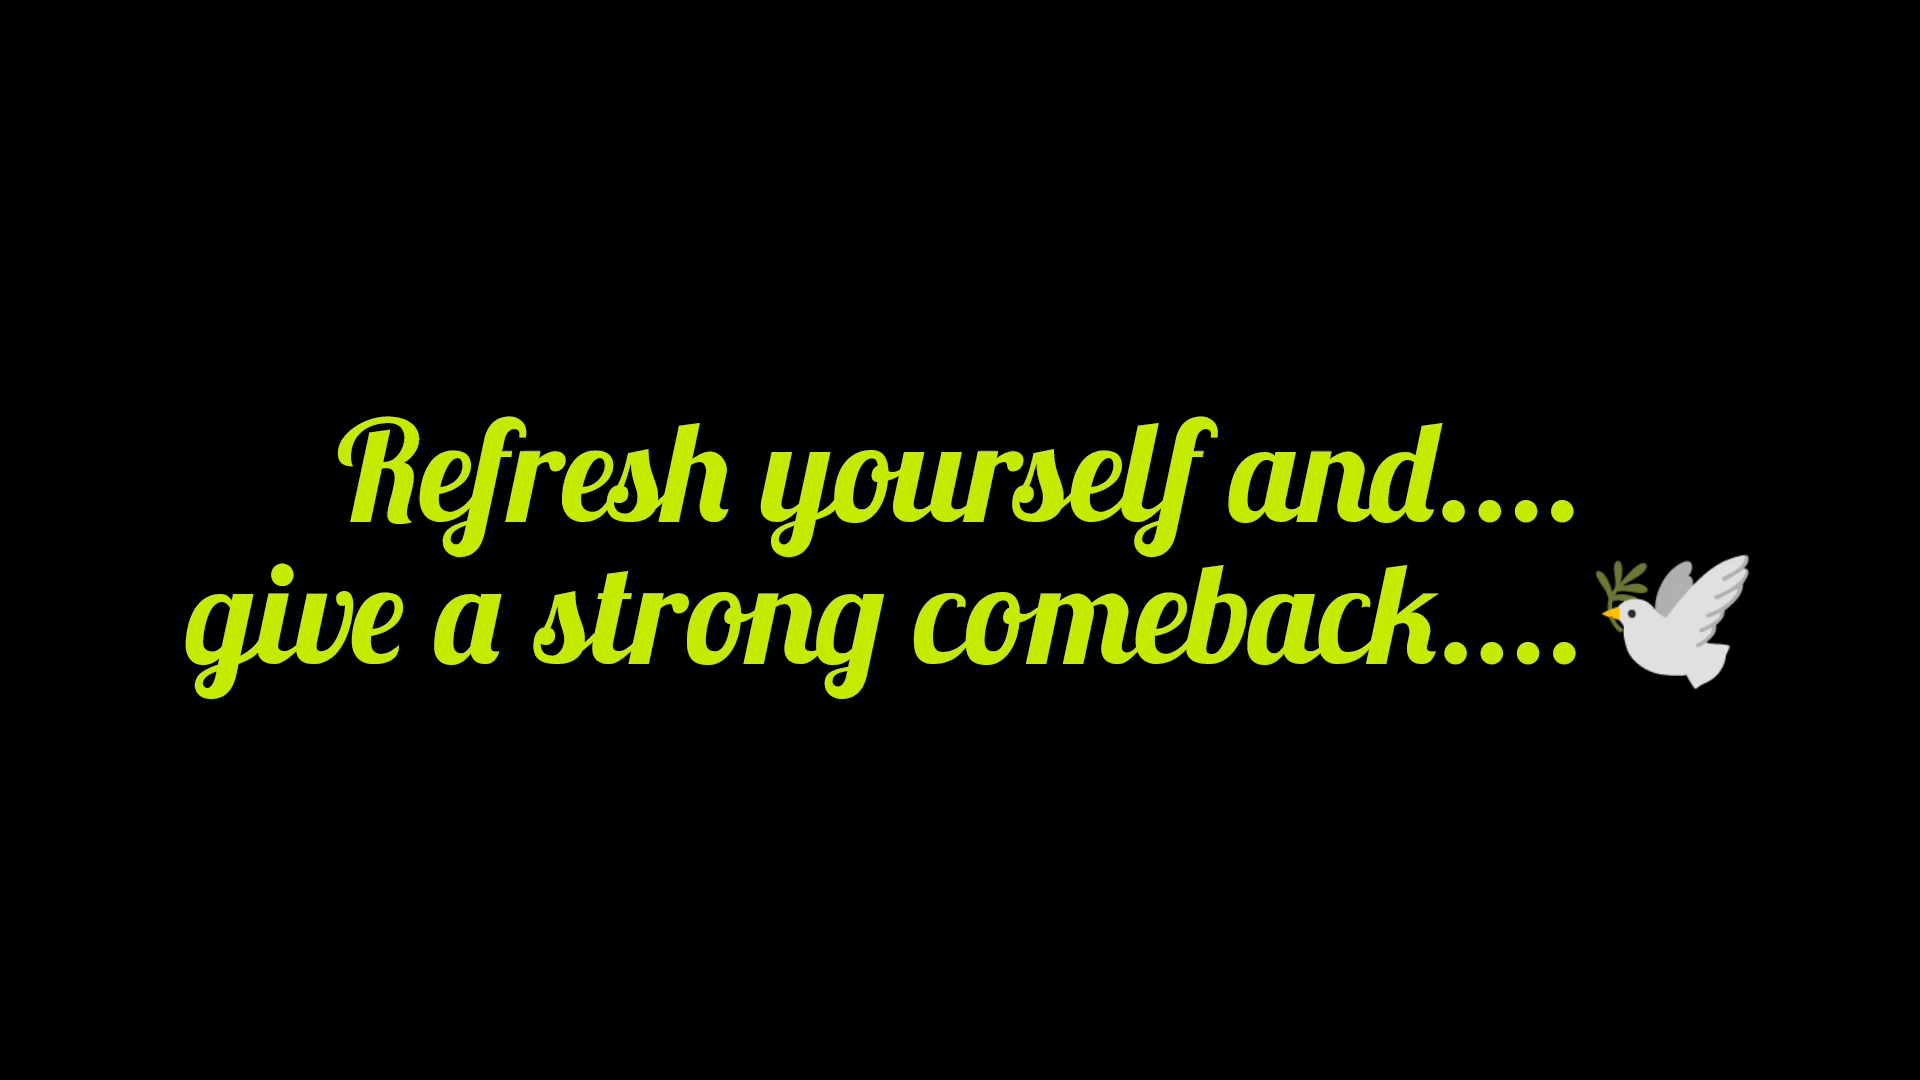 Refresh yourself and....
give a strong comeback....🕊️